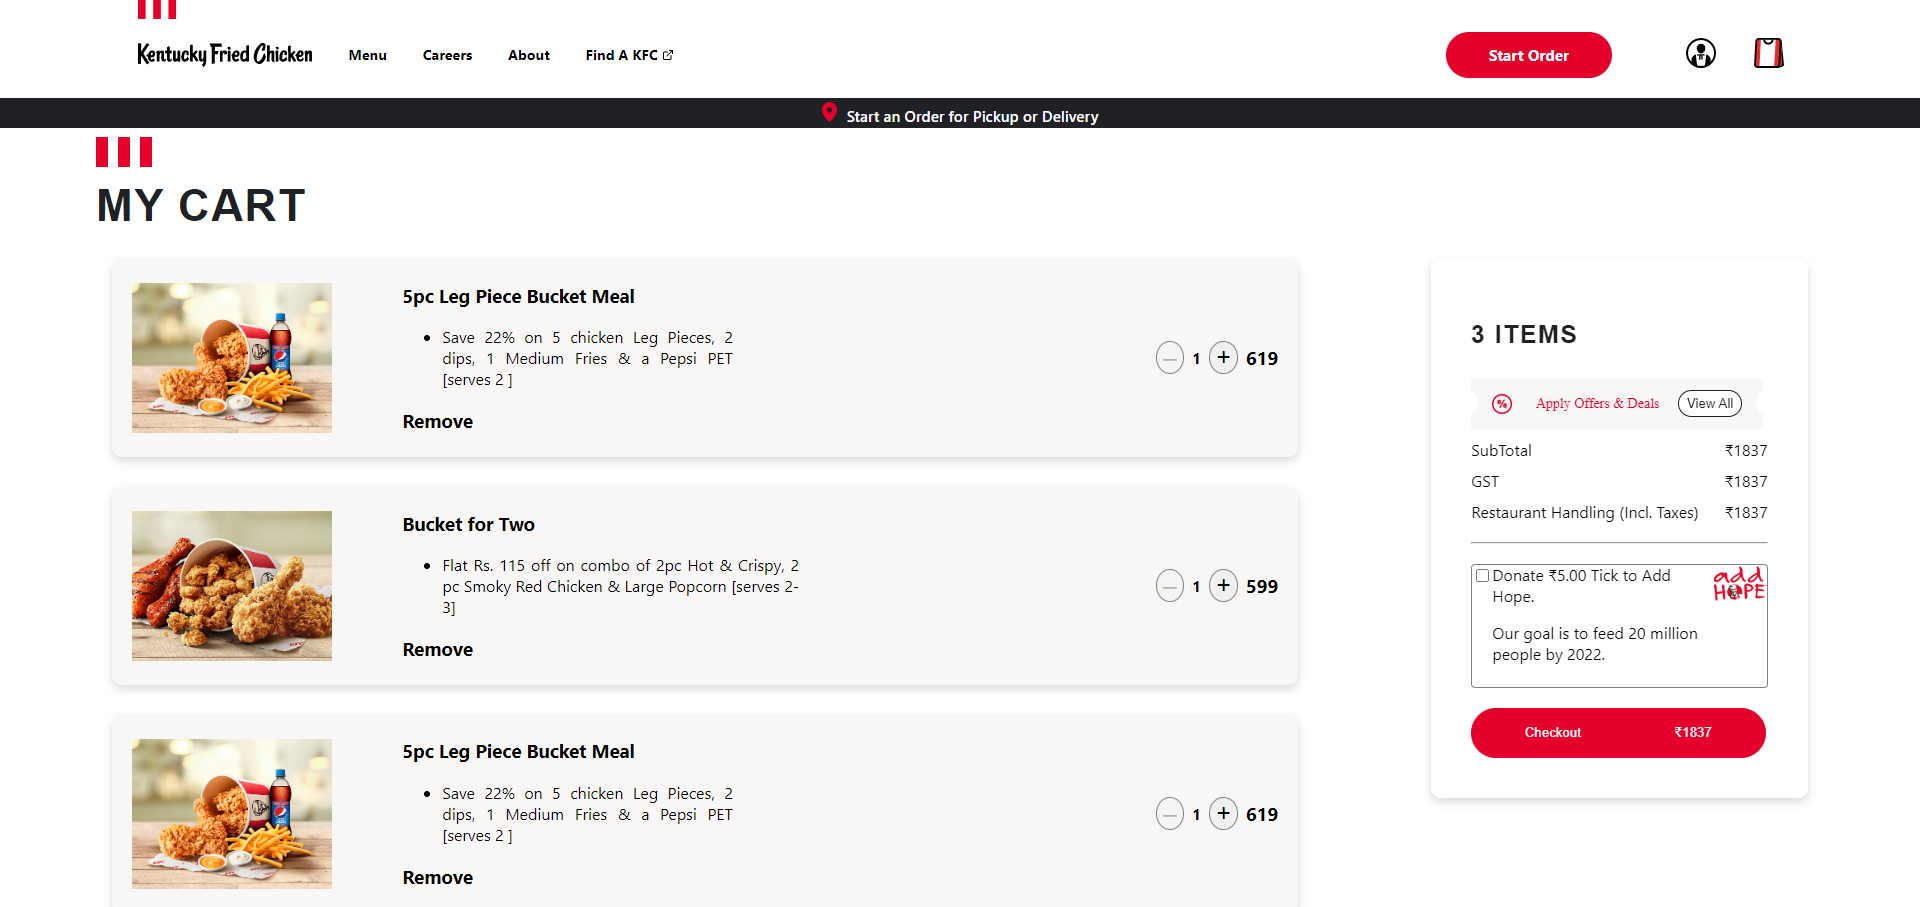 Kentucky Fried Chicken
Menu
Careers
About
Find A KFC
Start Order
Start an Order for Pickup or Delivery
MY CART
5pc Leg Piece Bucket Meal
Save 22% on 5 chicken Leg Pieces, 2
dips, 1 Medium Fries & a Pepsi PET
[serves 2 ]
1
+
619
Remove
Bucket for Two
Flat Rs. 115 off on combo of 2pc Hot & Crispy, 2
pc Smoky Red Chicken & Large Popcorn [serves 2-
3]
1
+
599
Remove
5pc Leg Piece Bucket Meal
Save 22% on 5 chicken Leg Pieces, 2
dips, 1 Medium Fries & a Pepsi PET
[serves 2 ]
1
+
619
Remove
3 ITEMS
% Apply Offers & Deals View All
SubTotal ₹1837
GST ₹1837
Restaurant Handling (Incl. Taxes) ₹1837
Donate ₹5.00 Tick to Add
Hope.
add
HOPE
Our goal is to feed 20 million
people by 2022.
Checkout ₹1837